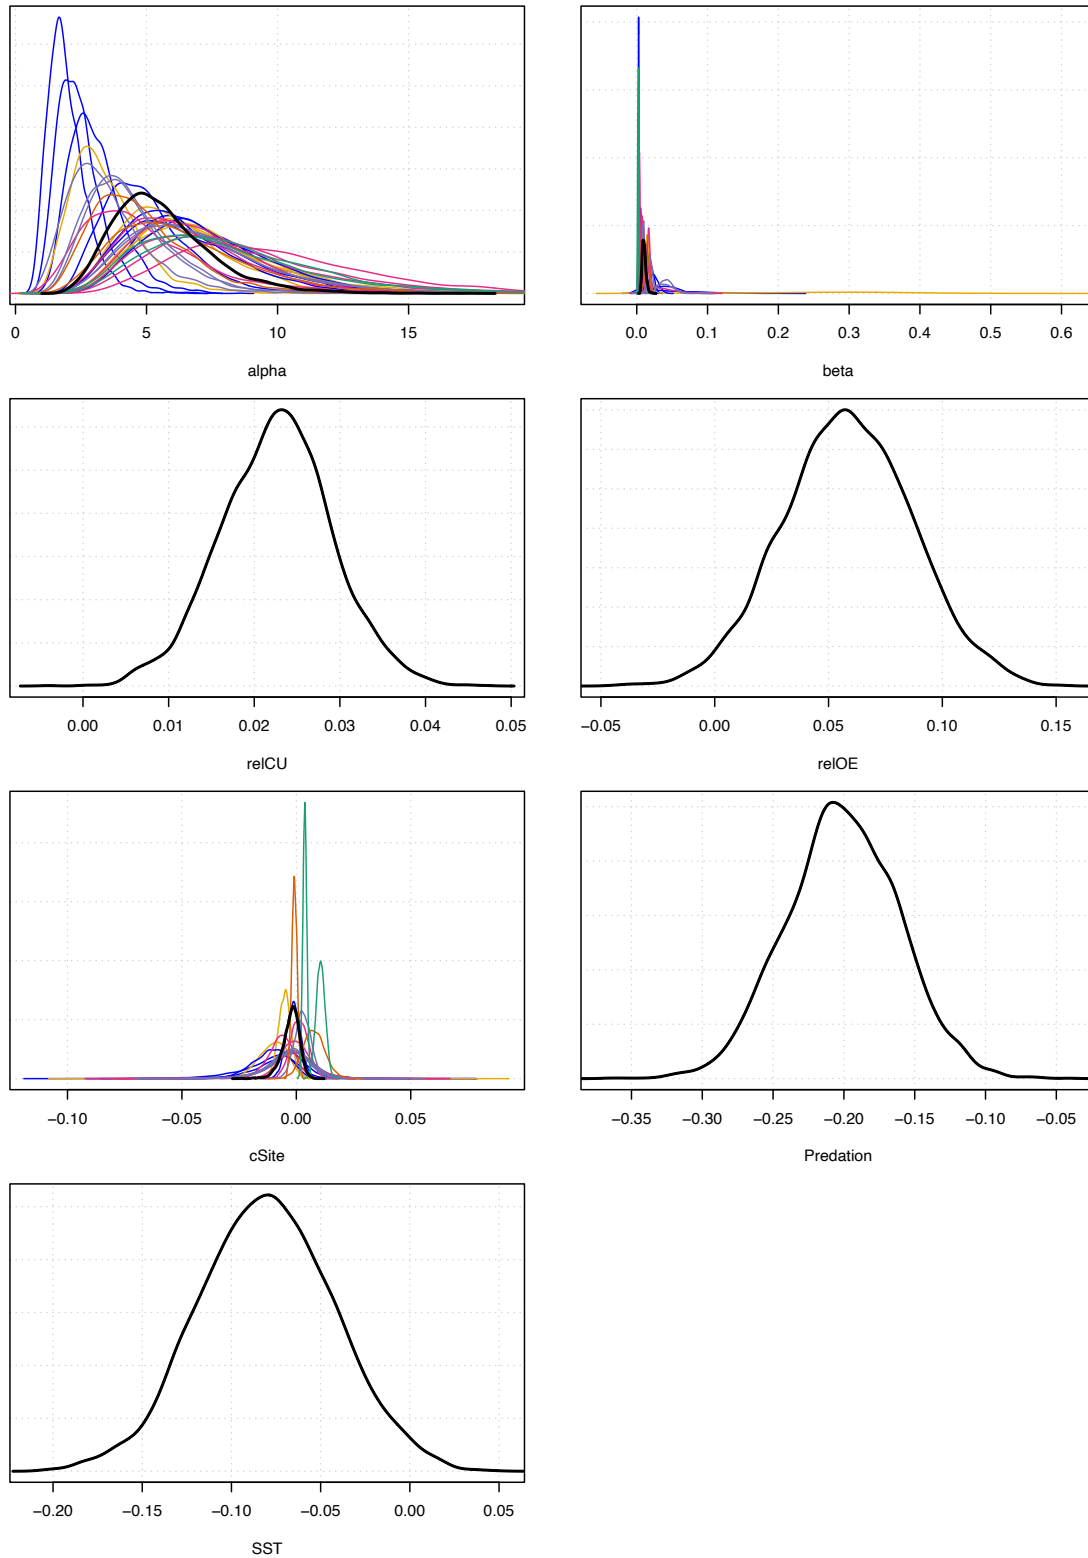 0 5 10 15
alpha
0.0 0.1 0.2 0.3 0.4 0.5 0.6
beta
0.00 0.01 0.02 0.03 0.04 0.05
relCU
−0.05 0.00 0.05 0.10 0.15
relOE
−0.10 −0.05 0.00 0.05
cSite
−0.35 −0.30 −0.25 −0.20 −0.15 −0.10 −0.05
Predation
−0.20 −0.15 −0.10 −0.05 0.00 0.05
SST